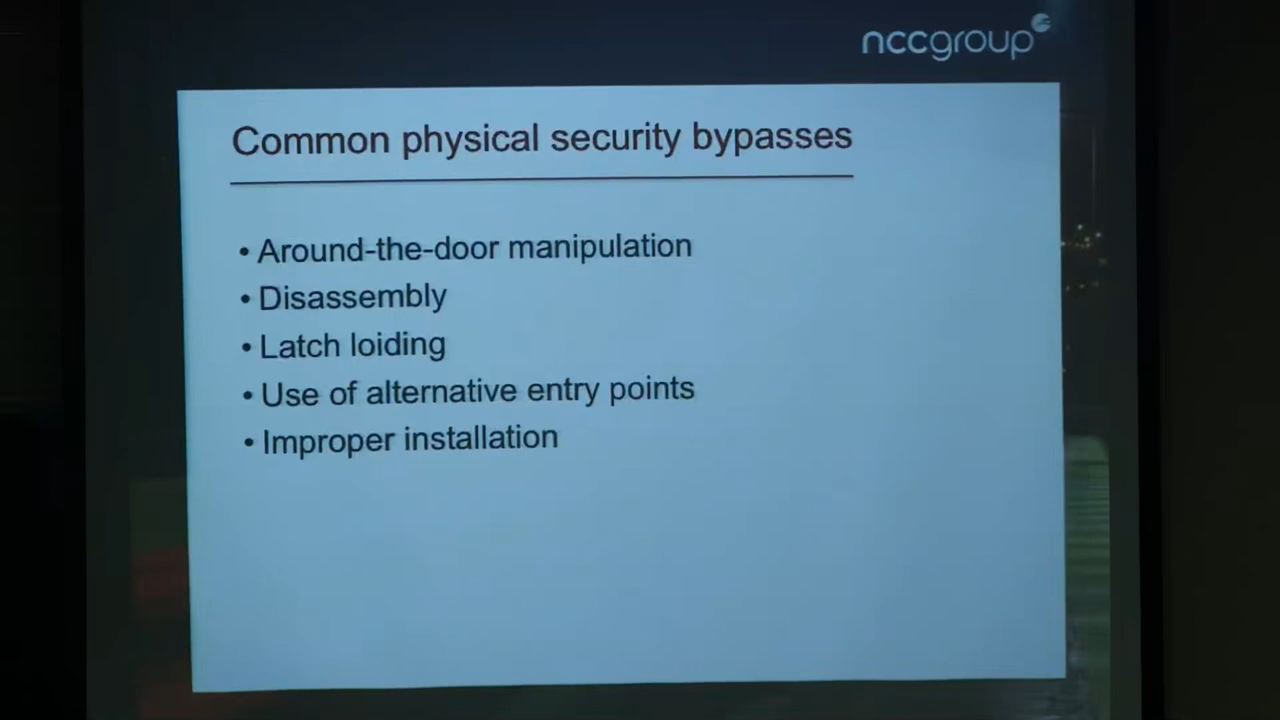 nccgroup
Common physical security bypasses
• Around-the-door manipulation
• Disassembly
• Latch loiding
• Use of alternative entry points
• Improper installation